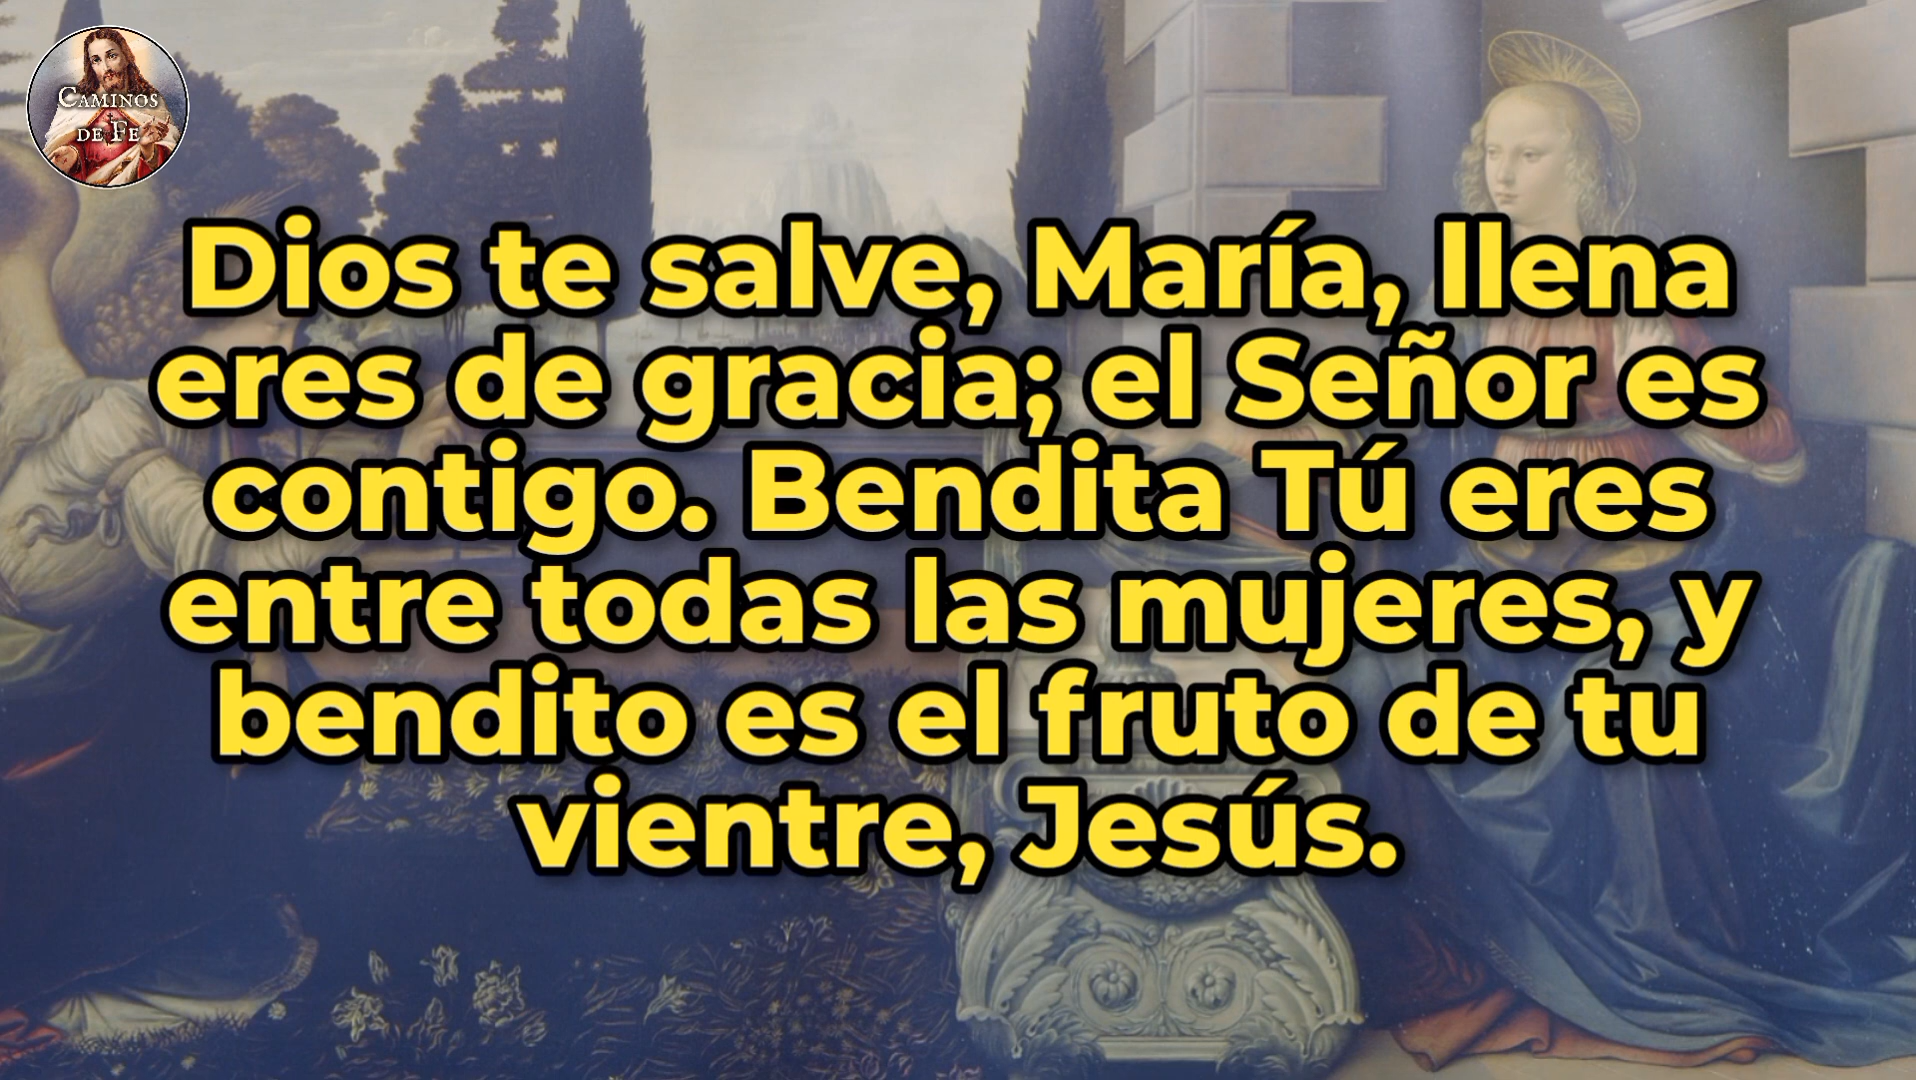 CAMINOS
DE FE
Dios te salve, María, llena
eres de gracia; el Señor es
contigo. Bendita Tú eres
entre todas las mujeres, y
bendito es el fruto de tu
vientre, Jesús.